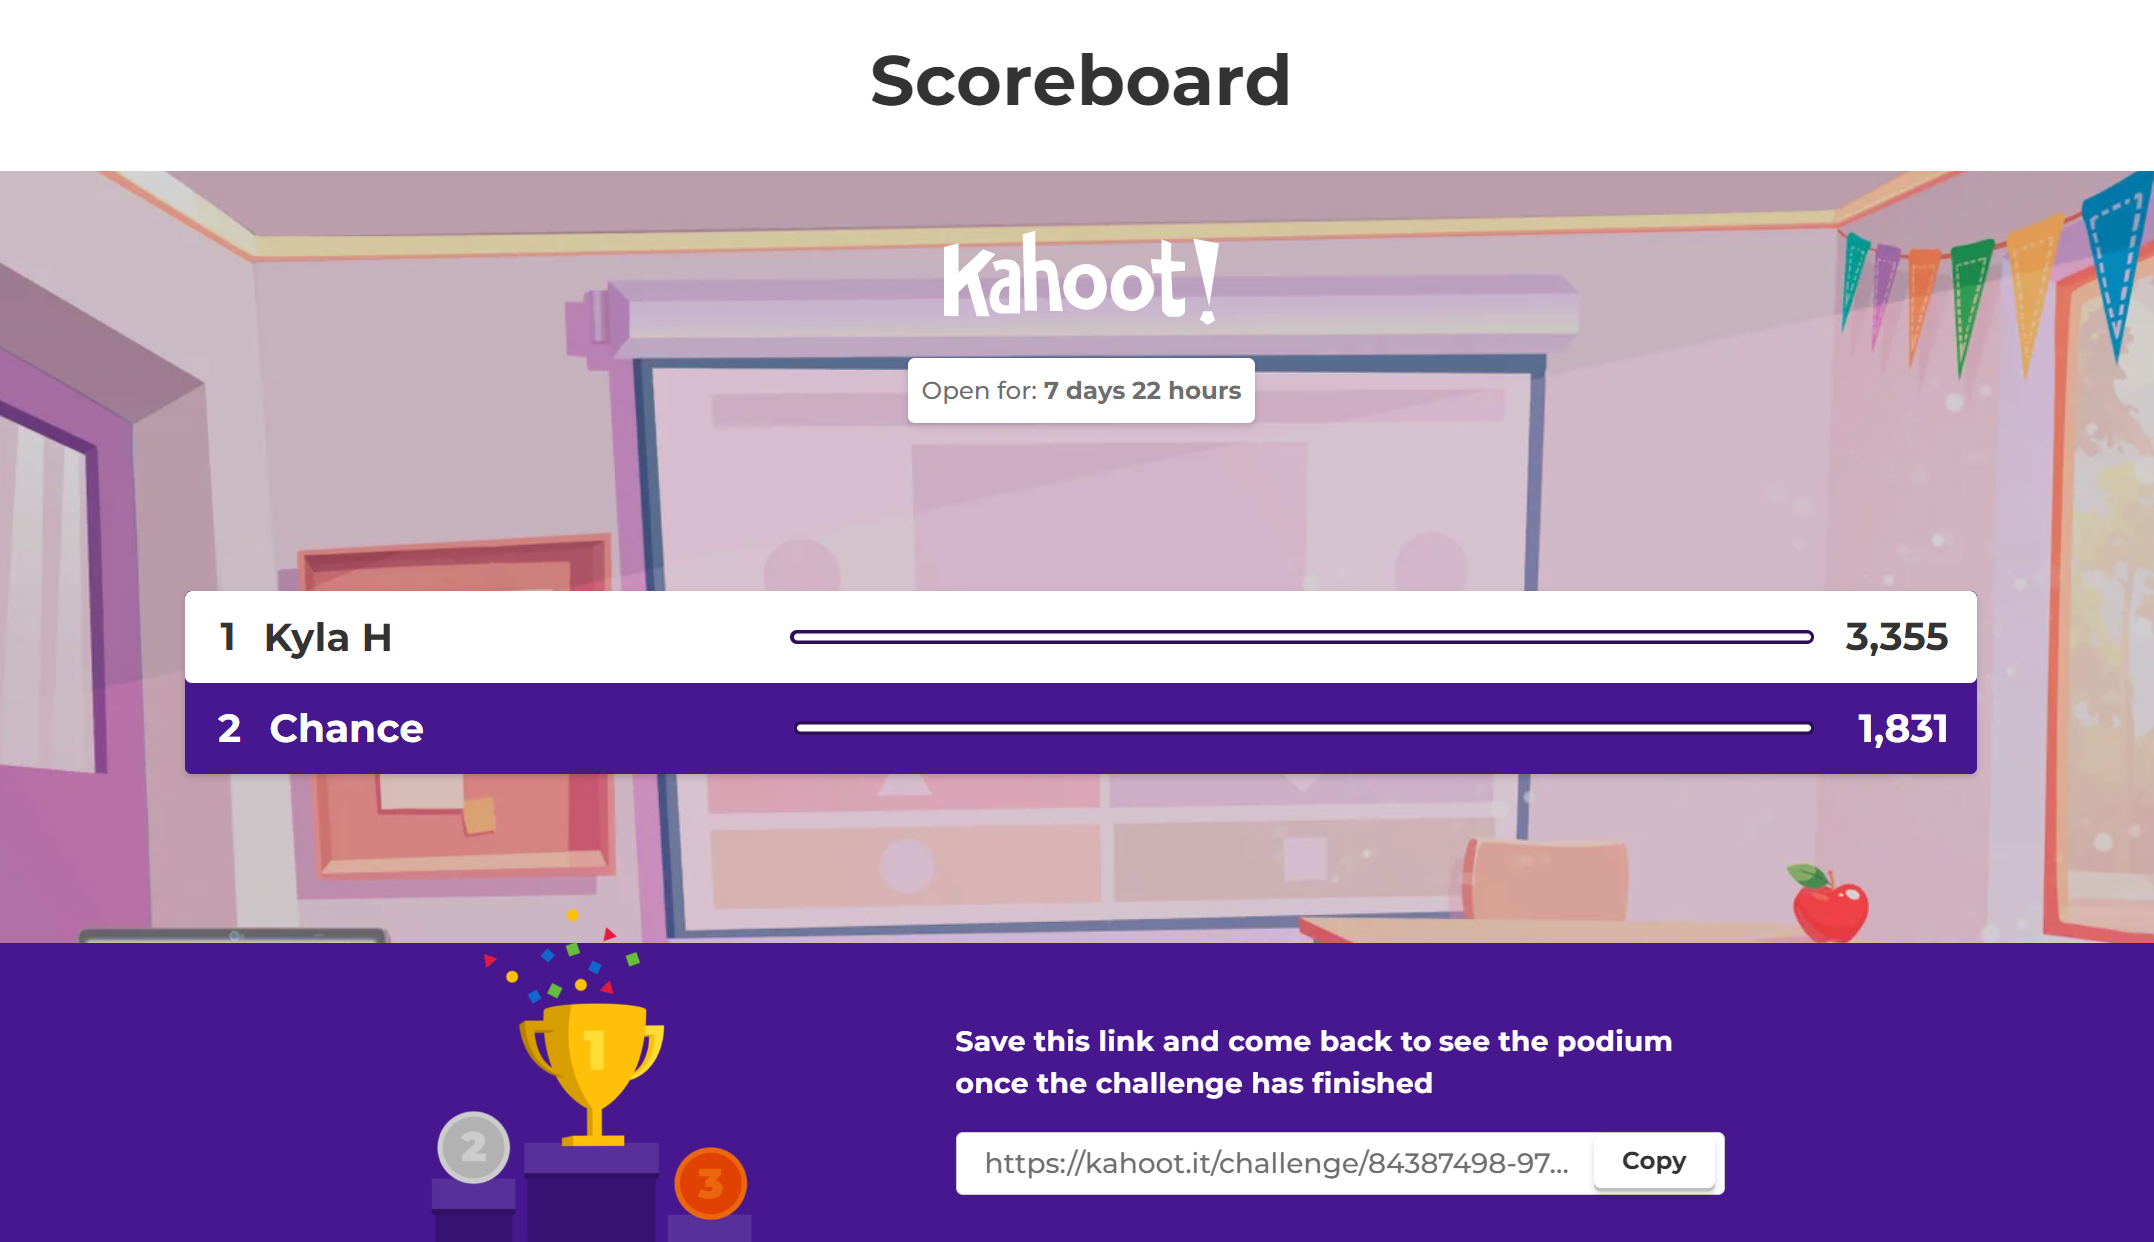 Scoreboard
Kahoot!
Open for: 7 days 22 hours
1 Kyla H 3,355
2 Chance 1,831
Save this link and come back to see the podium
once the challenge has finished
https://kahoot.it/challenge/84387498-97... Copy
1
2
3